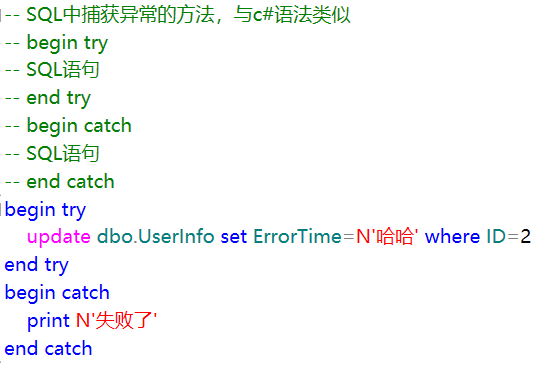 -- SQL中捕获异常的方法，与c#语法类似
-- begin try
-- SQL语句
-- end try
-- begin catch
-- SQL语句
-- end catch
begin try
    update dbo.UserInfo set ErrorTime=N'哈哈' where ID=2
end try
begin catch
    print N'失败了'
end catch